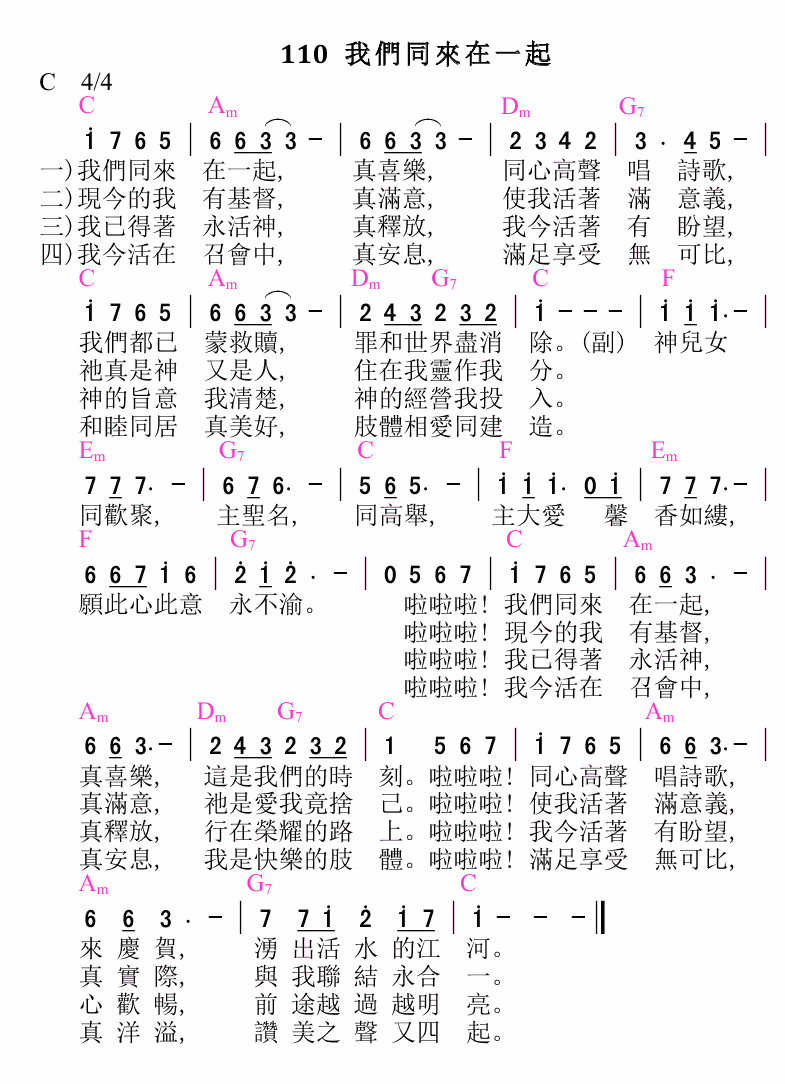 110 我們同來在一起
C 4/4
C Am Dm G7
i 7 6 5 | 6 6 3 3 - | 6 6 3 3 - | 2 3 4 2 | 3 . 4 5 - |
一)我們同來 在一起, 真喜樂, 同心高聲 唱 詩歌,
二)現今的我 有基督, 真滿意, 使我活著 滿 意義,
三)我已得著 永活神, 真釋放, 我今活著 有 盼望,
四)我今活在 召會中, 真安息, 滿足享受 無 可比,
C Am Dm G7 C F
i 7 6 5 | 6 6 3 3 - | 2 4 3 2 3 2 | i - - - | i i i. - |
我們都已 蒙救贖, 罪和世界盡消 除。(副) 神兒女
祂真是神 又是人, 住在我靈作我 分。
神的旨意 我清楚, 神的經營我投 入。
和睦同居 真美好, 肢體相愛同建 造。
Em G7 C F Em
7 7 7. - | 6 7 6. - | 5 6 5. - | i i i. 0 i | 7 7 7. - |
同歡聚, 主聖名, 同高舉, 主大愛 馨 香如縷,
F G7 C Am
6 6 7 i 6 | 2̇ i 2̇ . - | 0 5 6 7 | i 7 6 5 | 6 6 3 . - |
願此心此意 永不渝。 啦啦啦! 我們同來 在一起,
啦啦啦! 現今的我 有基督,
啦啦啦! 我已得著 永活神,
啦啦啦! 我今活在 召會中,
Am Dm G7 C Am
6 6 3. - | 2 4 3 2 3 2 | 1 5 6 7 | i 7 6 5 | 6 6 3. - |
真喜樂, 這是我們的時 刻。啦啦啦! 同心高聲 唱詩歌,
真滿意, 祂是愛我竟捨 己。啦啦啦! 使我活著 滿意義,
真釋放, 行在榮耀的路 上。啦啦啦! 我今活著 有盼望,
真安息, 我是快樂的肢 體。啦啦啦! 滿足享受 無可比,
Am G7 C
6 6 3 . - | 7 7 i 2̇ i 7 | i - - - ‖
來 慶 賀, 湧 出活 水 的江 河。
真 實 際, 與 我聯 結 永合 一。
心 歡 暢, 前 途越 過 越明 亮。
真 洋 溢, 讚 美之 聲 又四 起。